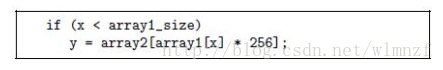 if (x < array1_size)
y = array2[array1[x] * 256];
http://blog.csdn.net/wlmnzf